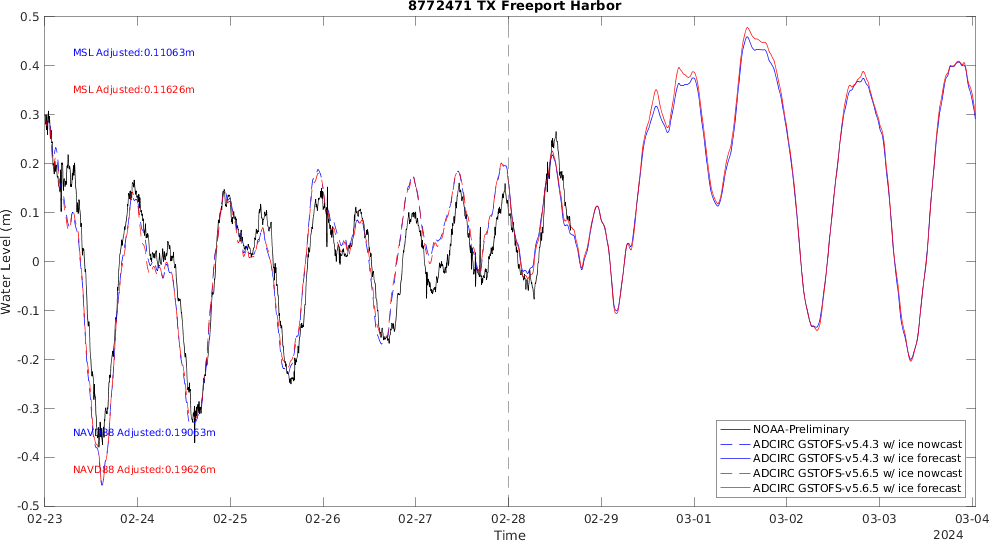 8772471 TX Freeport Harbor
0.5
0.4
0.3
0.2
0.1
0
-0.1
-0.2
-0.3
-0.4
-0.5
Water Level (m)
MSL Adjusted:0.11063m
MSL Adjusted:0.11626m
NAVD88 Adjusted:0.19063m
NAVD88 Adjusted:0.19626m
NOAA-Preliminary
ADCIRC GSTOFS-v5.4.3 w/ ice nowcast
ADCIRC GSTOFS-v5.4.3 w/ ice forecast
ADCIRC GSTOFS-v5.6.5 w/ ice nowcast
ADCIRC GSTOFS-v5.6.5 w/ ice forecast
02-23 02-24 02-25 02-26 02-27 02-28 02-29 03-01 03-02 03-03 03-04
Time
2024